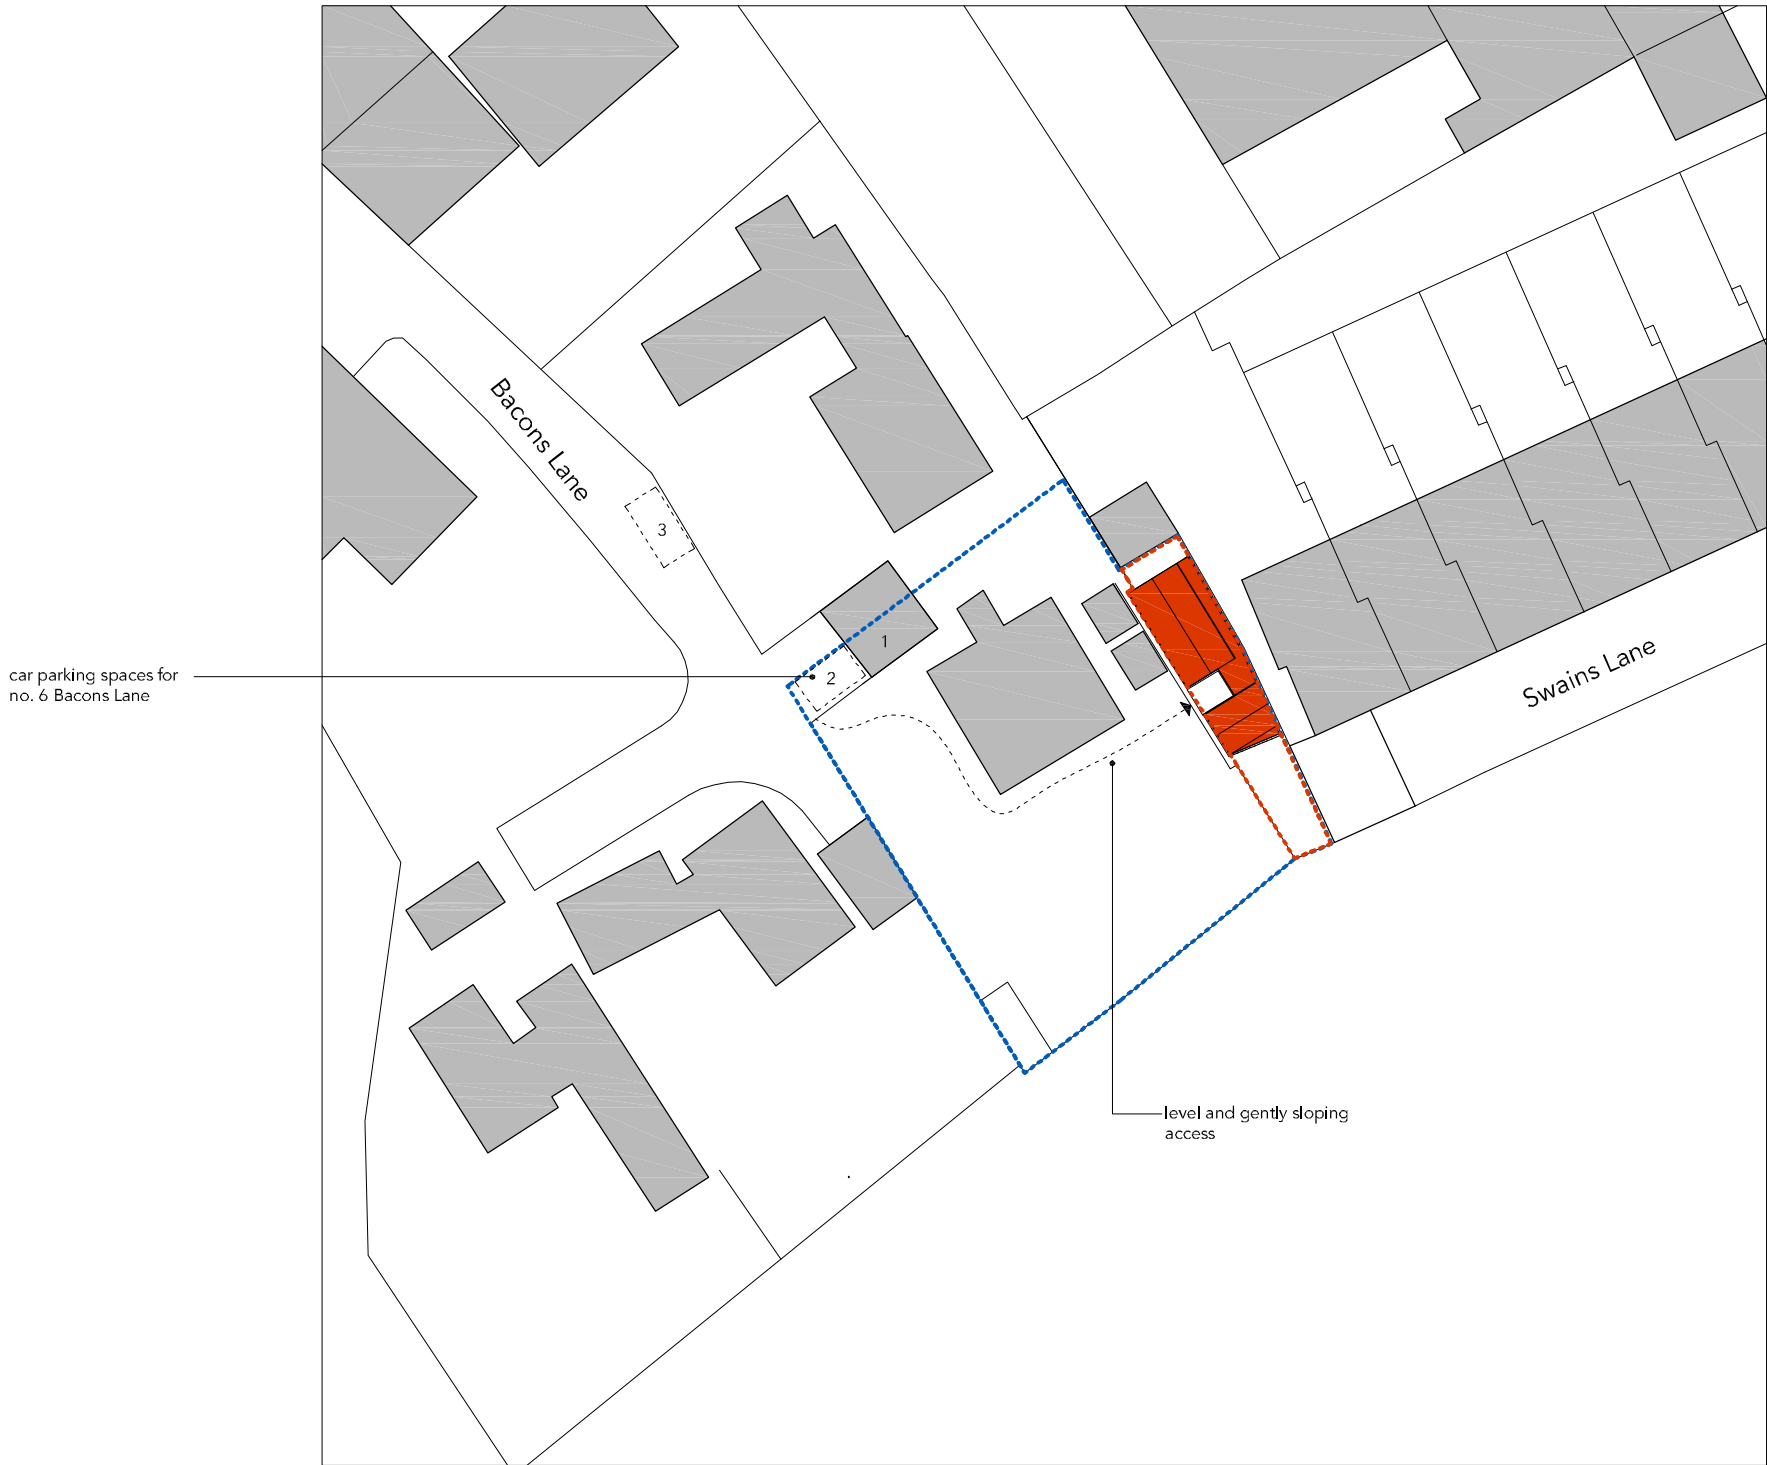 Bacons Lane
3
1
2
car parking spaces for
no. 6 Bacons Lane
Swains Lane
level and gently sloping
access